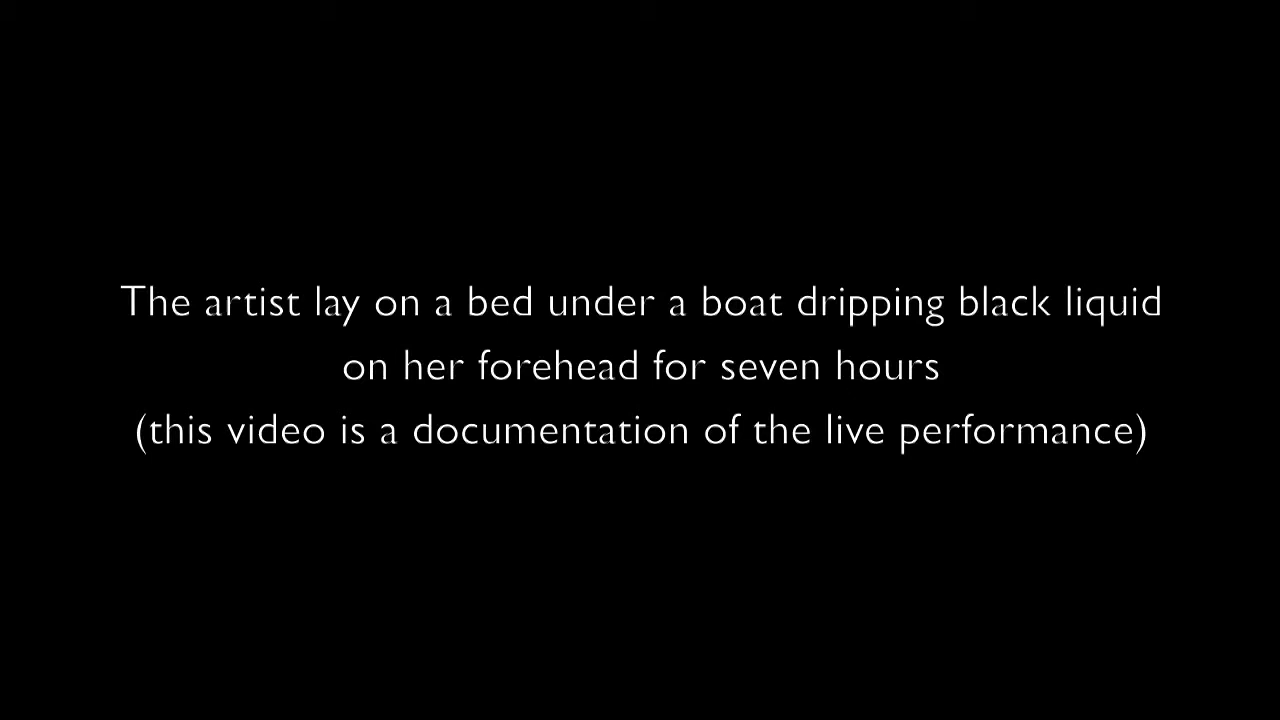 The artist lay on a bed under a boat dripping black liquid
on her forehead for seven hours
(this video is a documentation of the live performance)